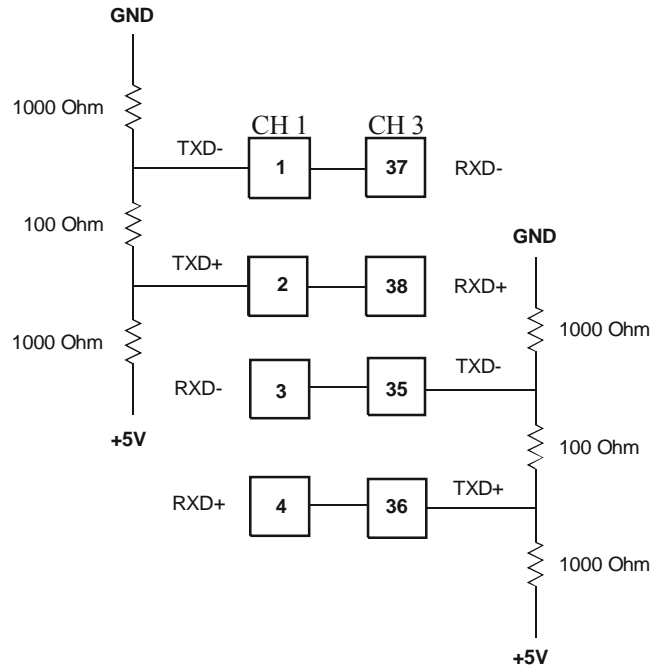 GND
1000 Ohm
CH 1 CH 3
TXD- 1 37 RXD-
100 Ohm
GND
TXD+ 2 38 RXD+
1000 Ohm 1000 Ohm
TXD-
RXD- 3 35
+5V
100 Ohm
TXD+
RXD+ 4 36
1000 Ohm
+5V